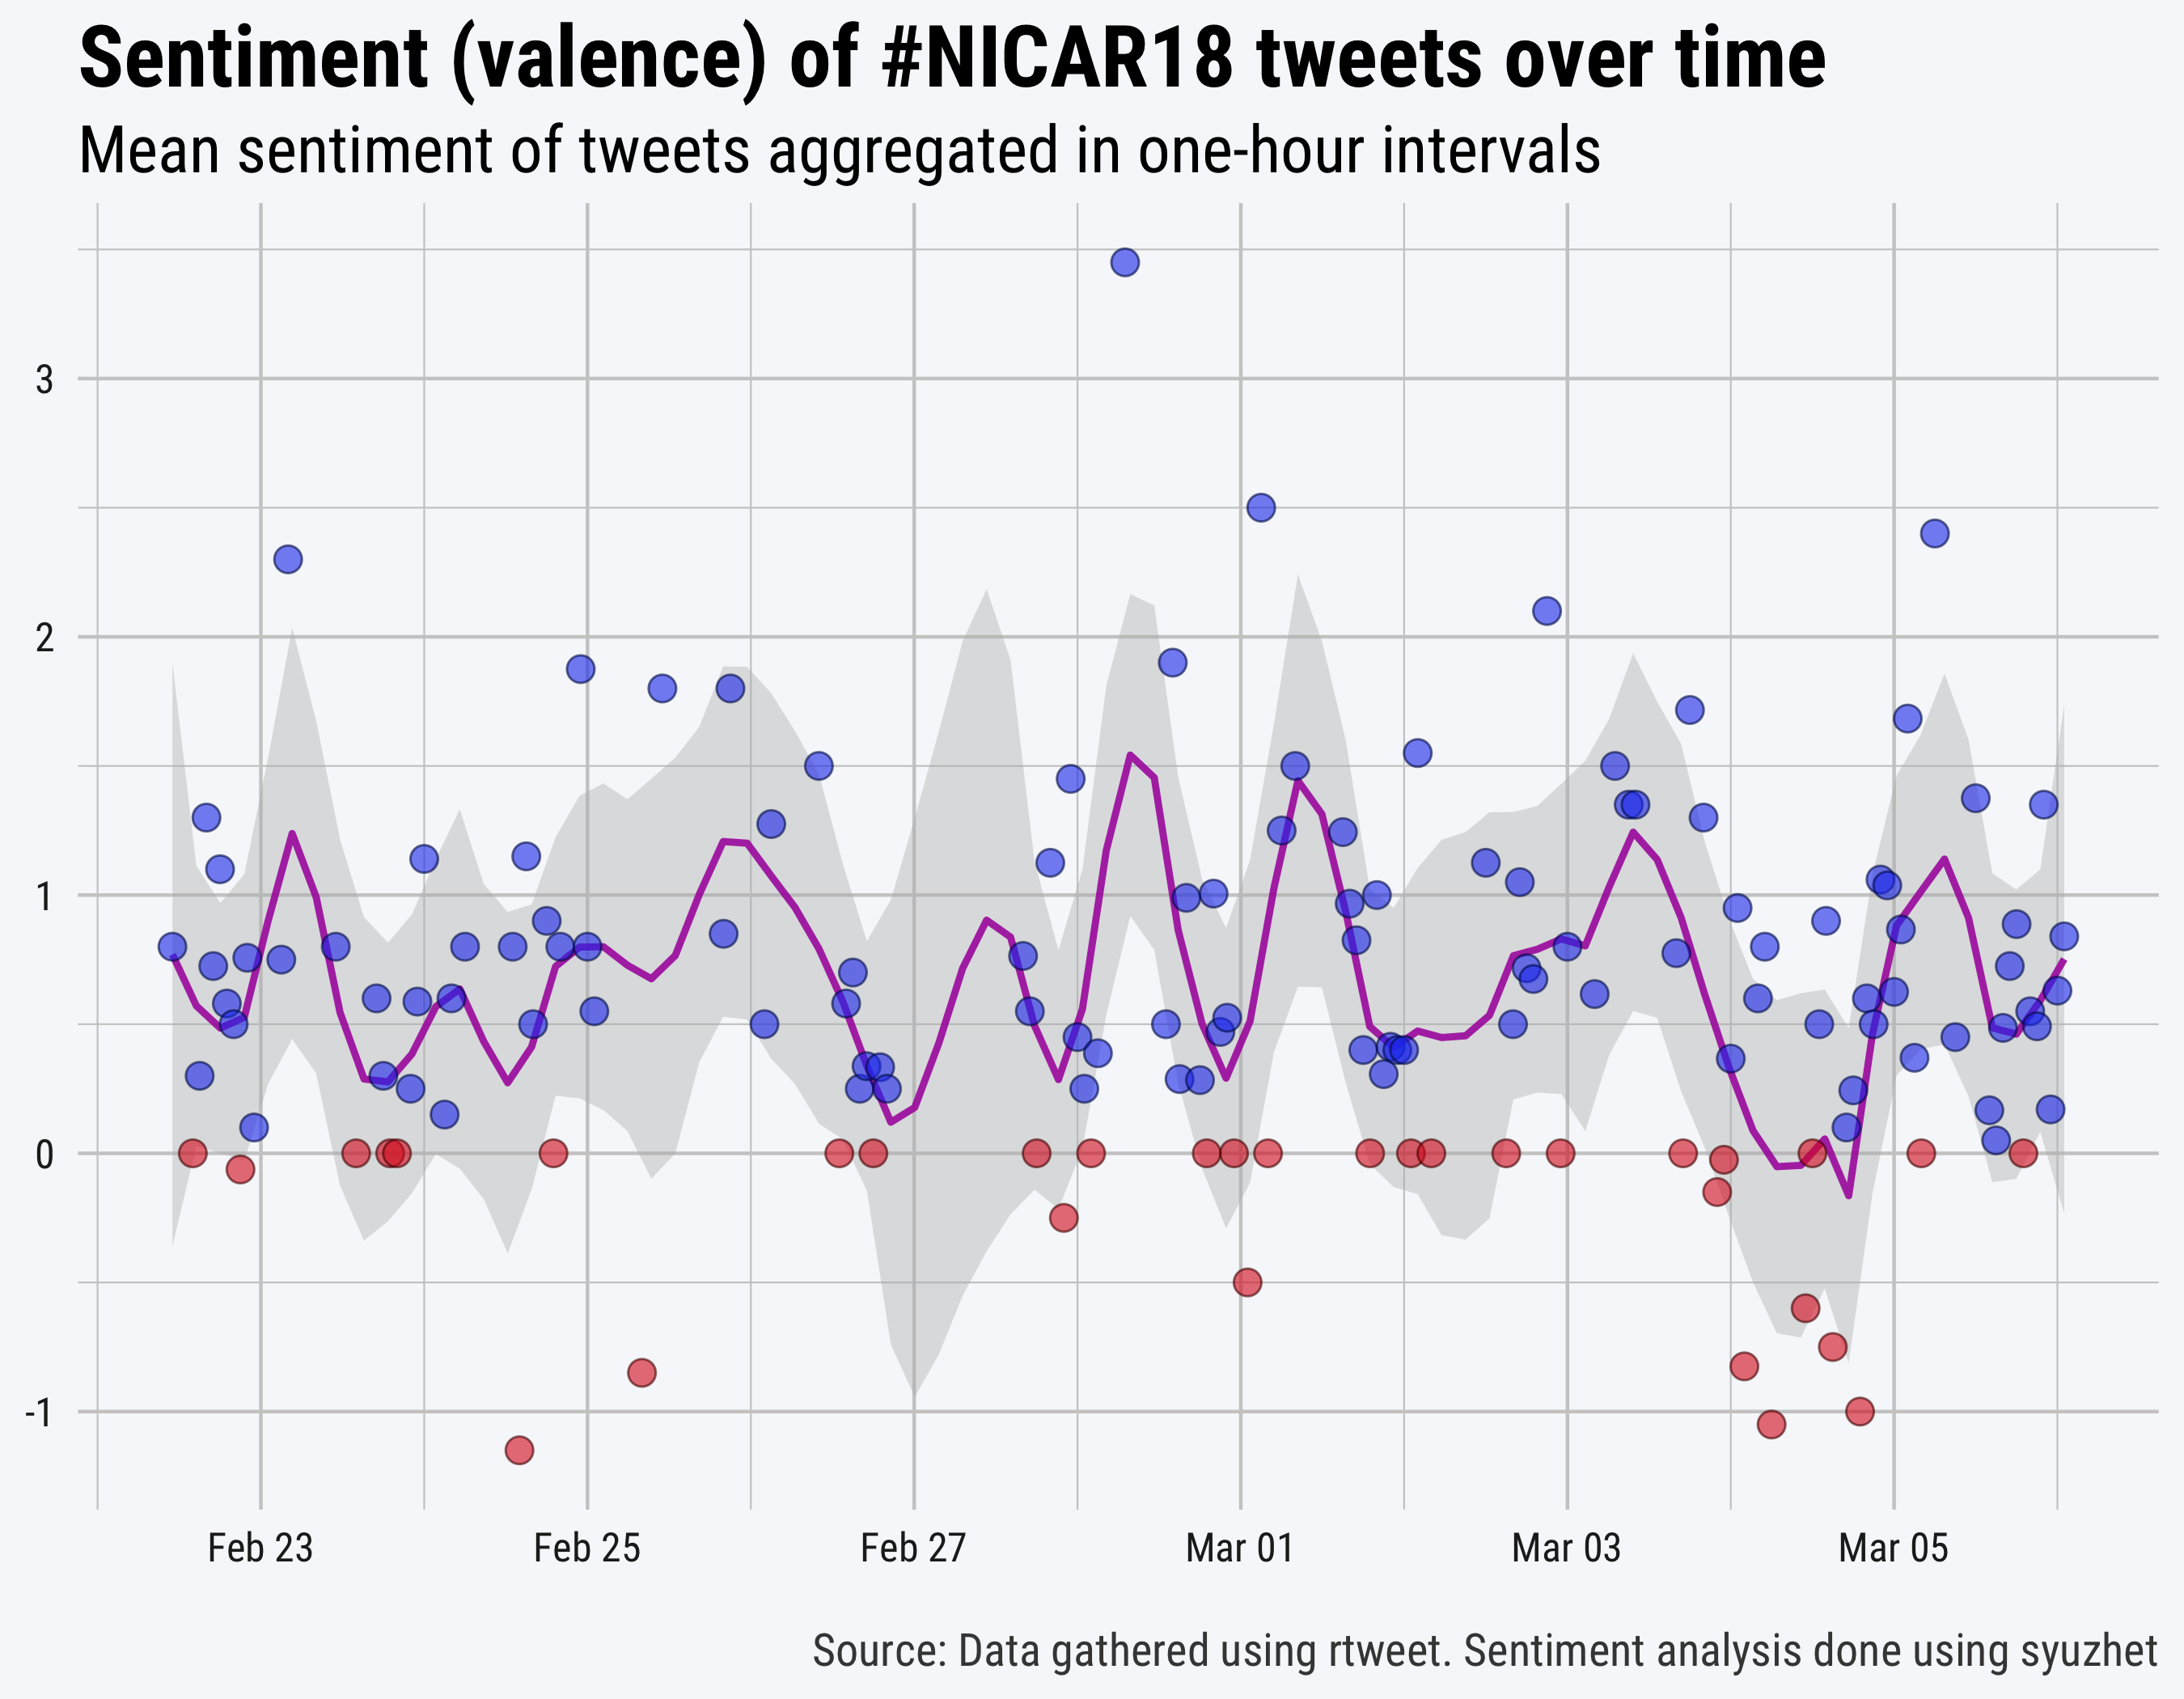 Sentiment (valence) of #NICAR18 tweets over time
Mean sentiment of tweets aggregated in one-hour intervals
3
2
1
0
-1
Feb 23 Feb 25 Feb 27 Mar 01 Mar 03 Mar 05
Source: Data gathered using rtweet. Sentiment analysis done using syuzhet